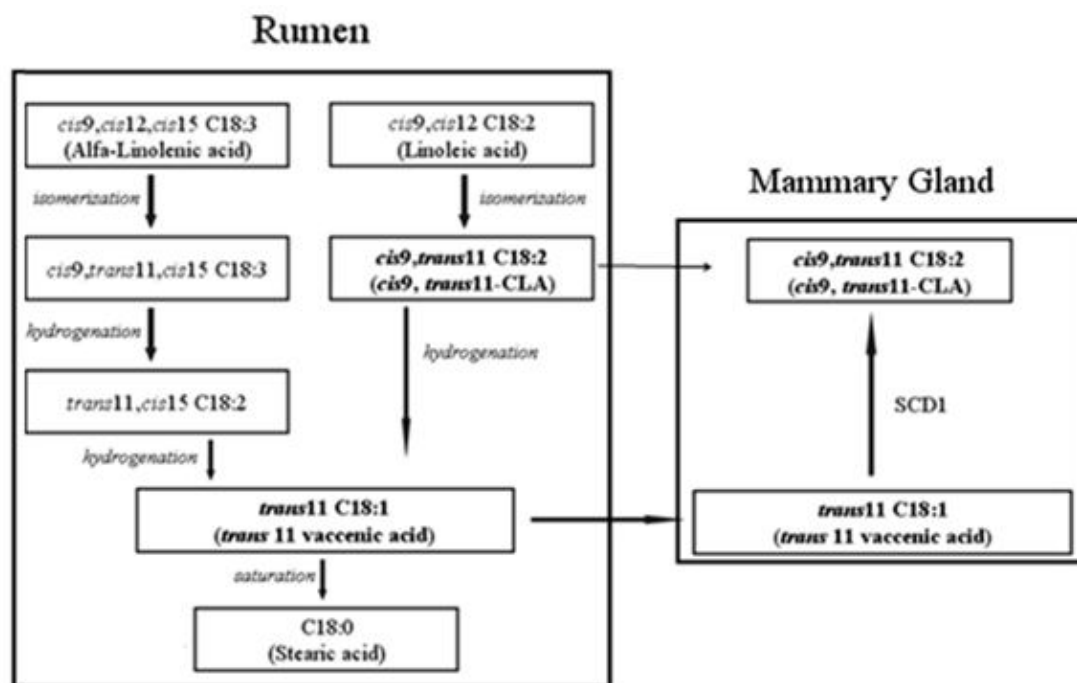 Rumen
cis9,cis12,cis15 C18:3
(Alfa-Linolenic acid)
cis9,cis12 C18:2
(Linoleic acid)
isomerization
isomerization
cis9,trans11,cis15 C18:3
cis9,trans11 C18:2
(cis9, trans11-CLA)
hydrogenation
hydrogenation
trans11,cis15 C18:2
hydrogenation
trans11 C18:1
(trans 11 vaccenic acid)
saturation
C18:0
(Stearic acid)
Mammary Gland
cis9,trans11 C18:2
(cis9, trans11-CLA)
SCD1
trans11 C18:1
(trans 11 vaccenic acid)